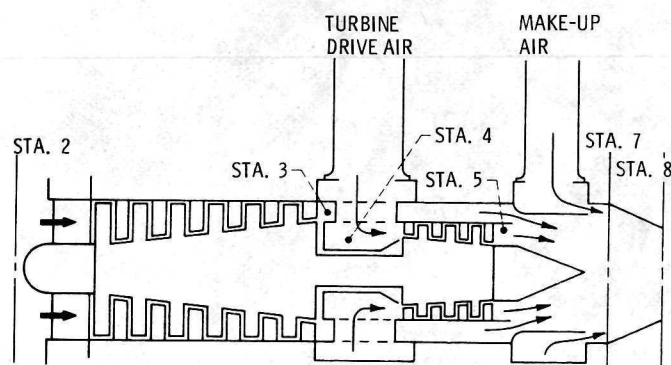 TURBINE
DRIVE AIR
MAKE-UP
AIR
STA. 2
STA. 3
STA. 4
STA. 5
STA. 7
STA. 8